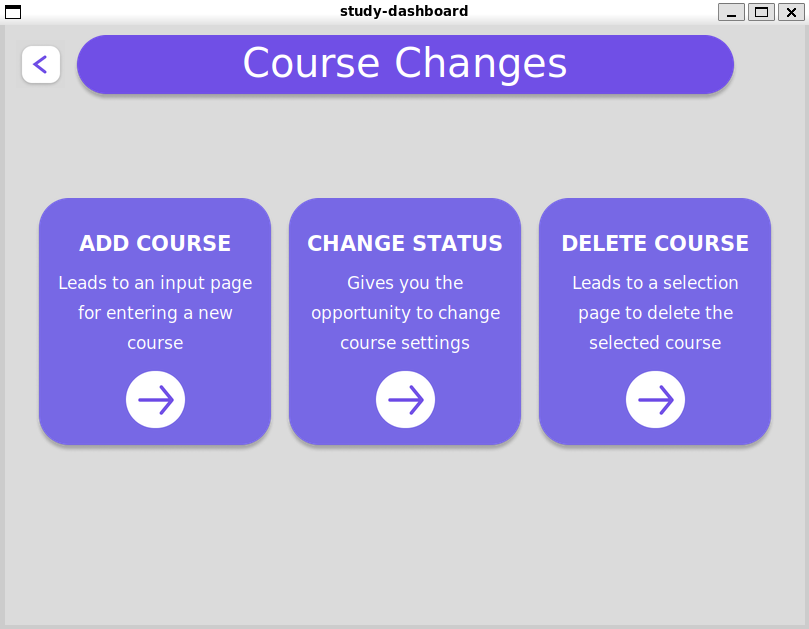 study-dashboard
Course Changes
ADD COURSE
Leads to an input page
for entering a new
course
CHANGE STATUS
Gives you the
opportunity to change
course settings
DELETE COURSE
Leads to a selection
page to delete the
selected course